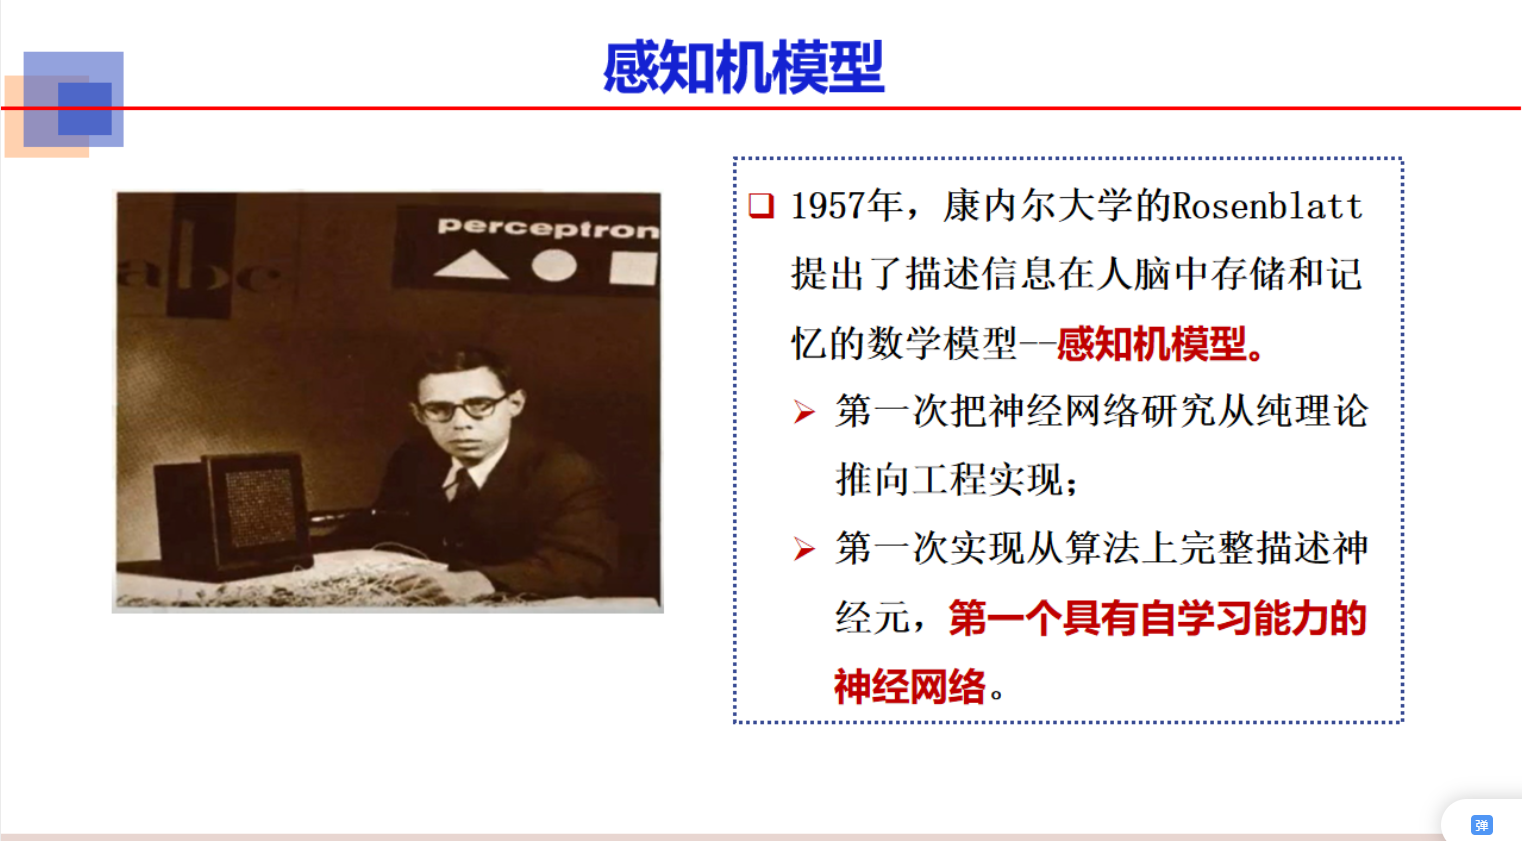 感知机模型
perceptron
abc
1957年，康内尔大学的Rosenblatt
提出了描述信息在人脑中存储和记
忆的数学模型--感知机模型。
第一次把神经网络研究从纯理论
推向工程实现；
第一次实现从算法上完整描述神
经元，第一个具有自学习能力的
神经网络。
弹